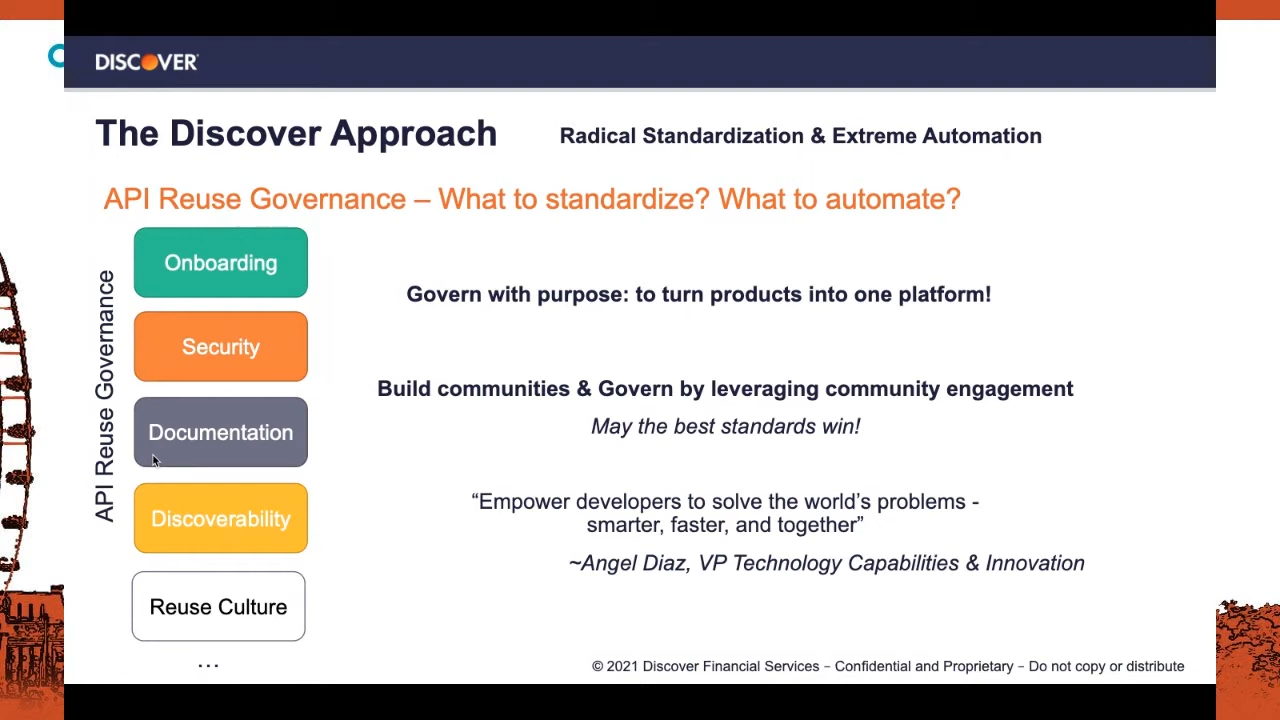 DISCOVER
The Discover Approach
Radical Standardization & Extreme Automation
API Reuse Governance – What to standardize? What to automate?
API Reuse Governance
Onboarding
Security
Documentation
Discoverability
Reuse Culture
...
Govern with purpose: to turn products into one platform!
Build communities & Govern by leveraging community engagement
May the best standards win!
“Empower developers to solve the world’s problems -
smarter, faster, and together”
~Angel Diaz, VP Technology Capabilities & Innovation
© 2021 Discover Financial Services – Confidential and Proprietary – Do not copy or distribute